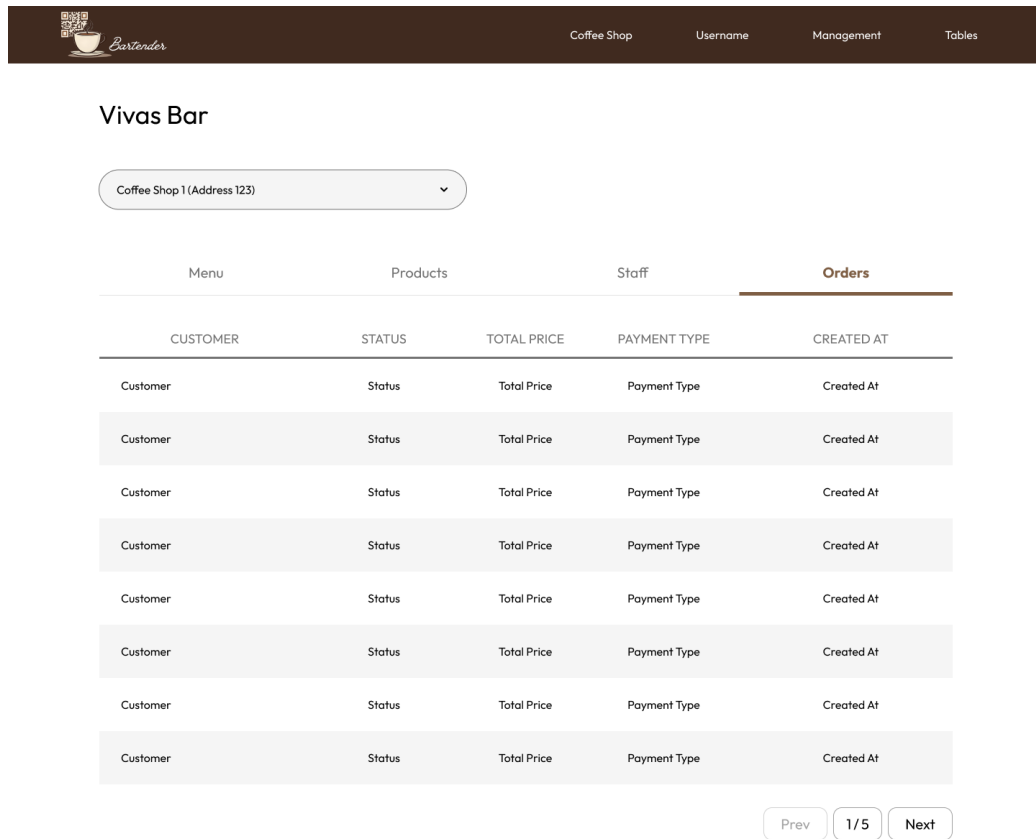 Bartender
Coffee Shop Username Management Tables
Vivas Bar
Coffee Shop 1 (Address 123)
Menu Products Staff Orders
CUSTOMER STATUS TOTAL PRICE PAYMENT TYPE CREATED AT
Customer Status Total Price Payment Type Created At
Customer Status Total Price Payment Type Created At
Customer Status Total Price Payment Type Created At
Customer Status Total Price Payment Type Created At
Customer Status Total Price Payment Type Created At
Customer Status Total Price Payment Type Created At
Customer Status Total Price Payment Type Created At
Customer Status Total Price Payment Type Created At
Prev 1 / 5 Next